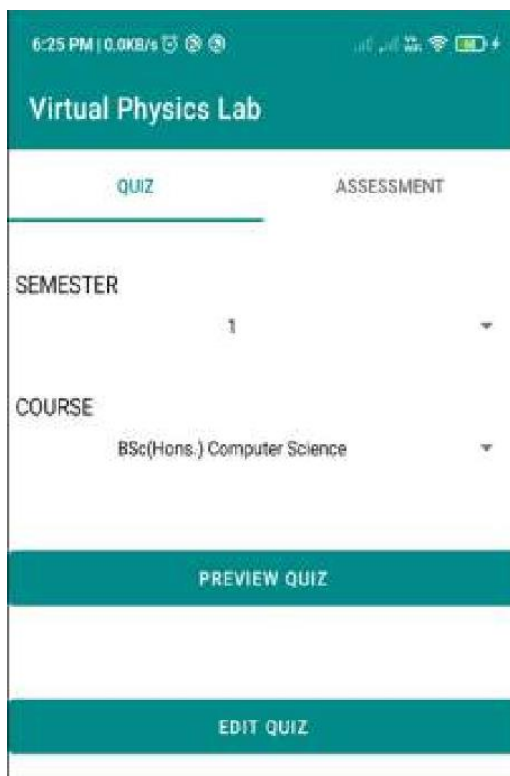 6:25 PM | 0.0KB/s
Virtual Physics Lab
QUIZ ASSESSMENT
SEMESTER
1
COURSE
BSc(Hons.) Computer Science
PREVIEW QUIZ
EDIT QUIZ